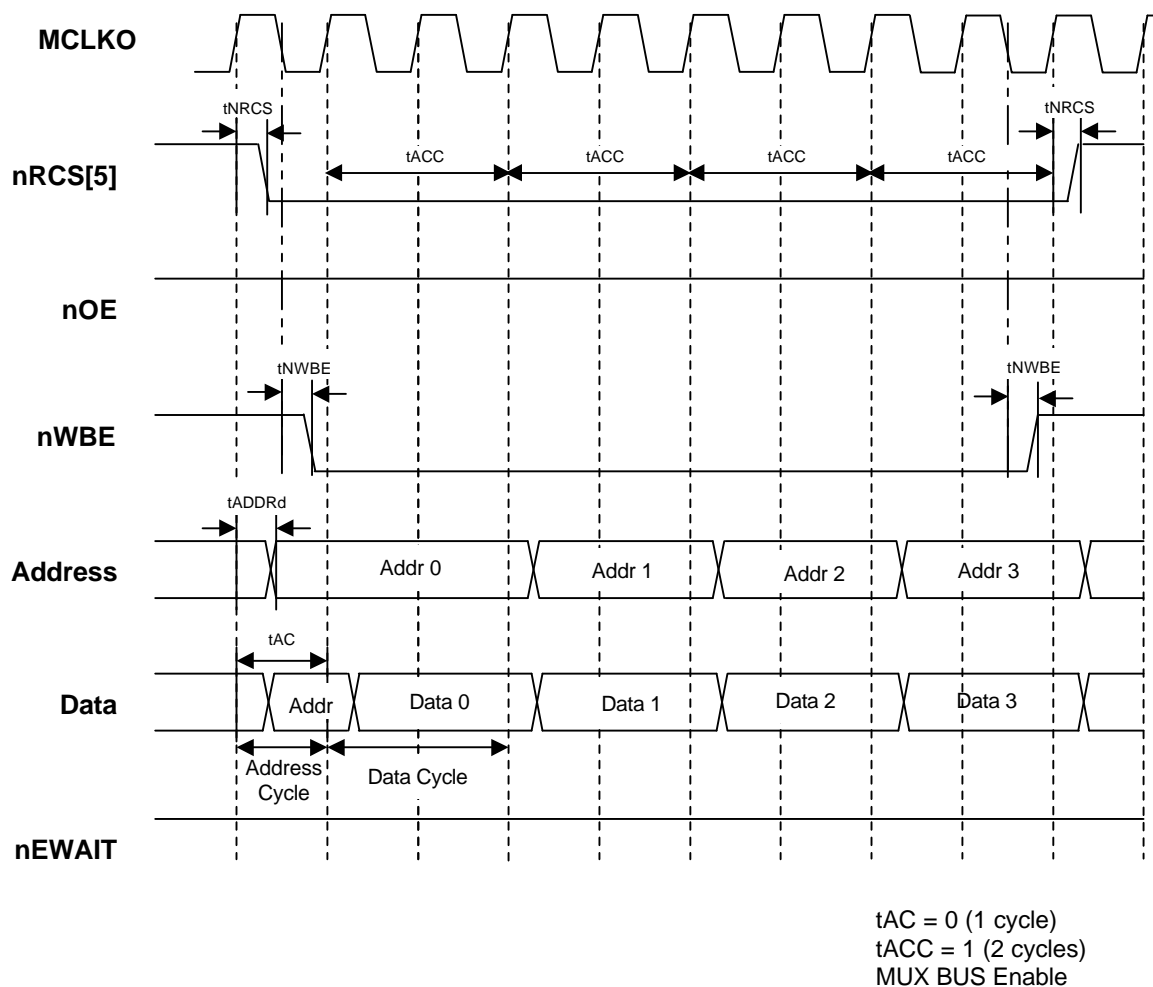 MCLKO
tNRCS
tNRCS
tACC
tACC
tACC
tACC
nRCS[5]
nOE
tNWBE
tNWBE
nWBE
tADDRd
Address
Addr 0
Addr 1
Addr 2
Addr 3
tAC
Data
Addr
Data 0
Data 1
Data 2
Data 3
Address
Cycle
Data Cycle
nEWAIT
tAC = 0 (1 cycle)
tACC = 1 (2 cycles)
MUX BUS Enable